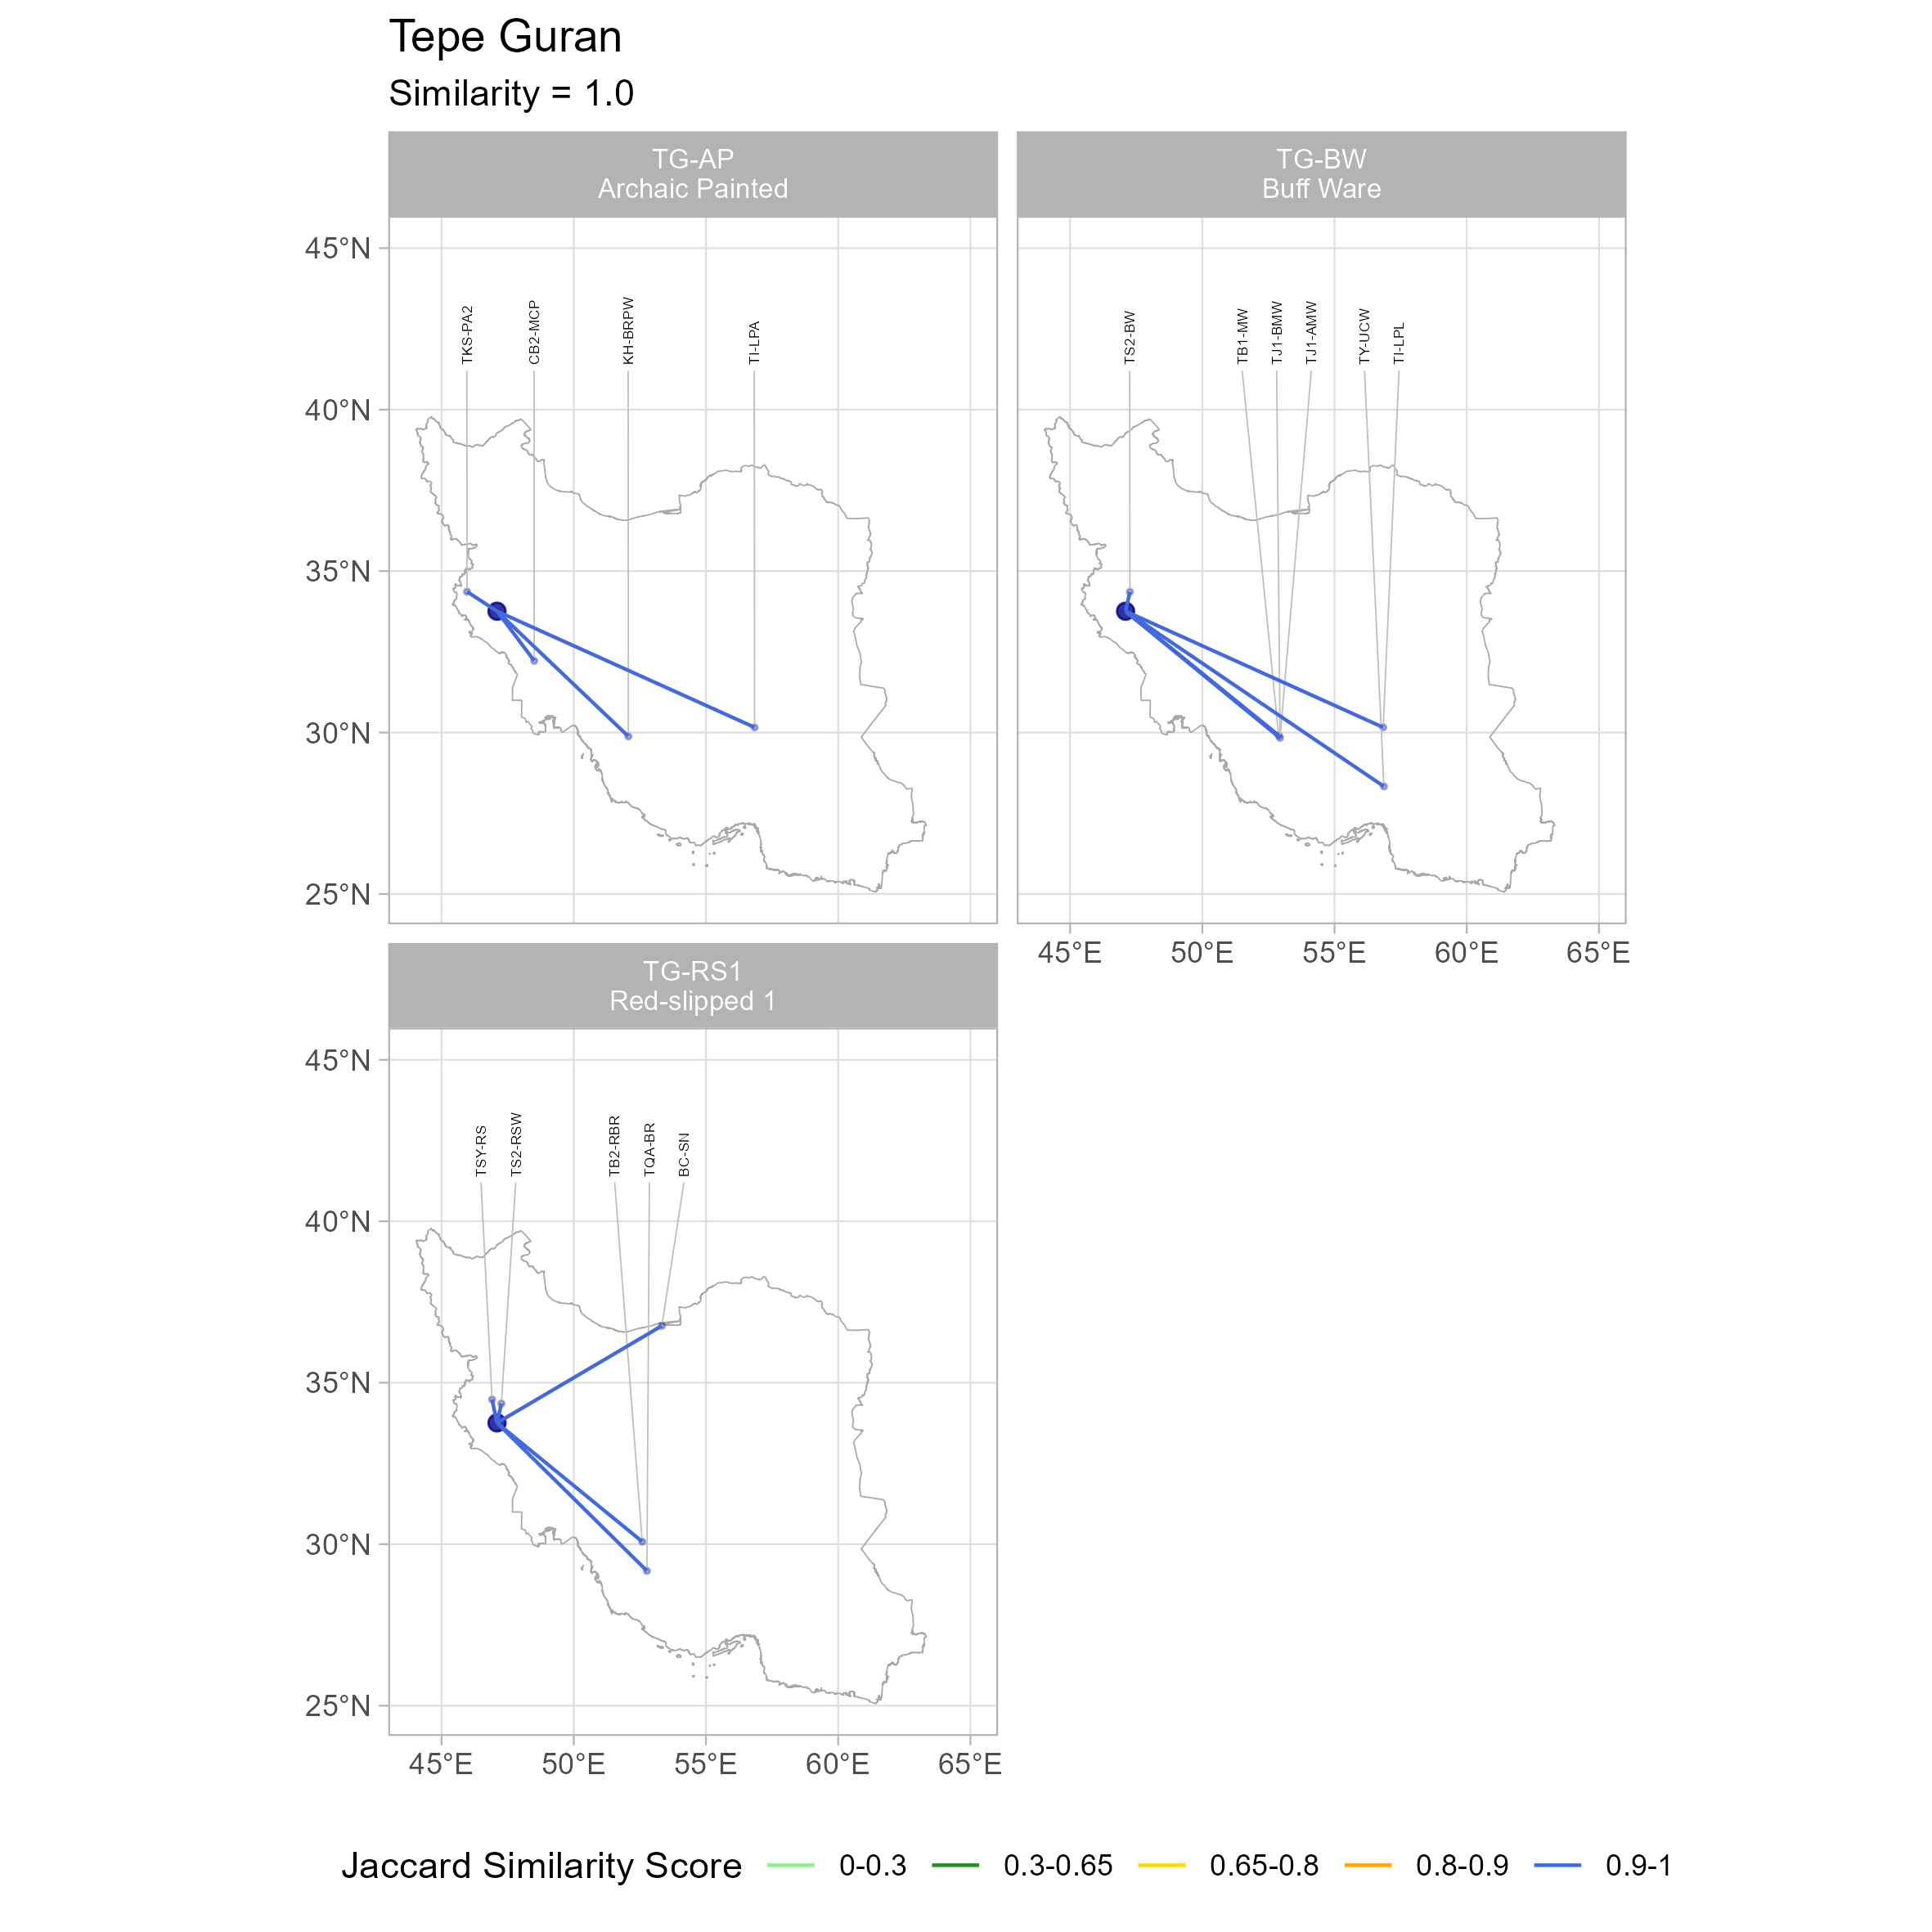 Tepe Guran
Similarity = 1.0
TG-AP
Archaic Painted
TG-BW
Buff Ware
45°N
40°N
35°N
30°N
25°N
TKS-PA2
CB2-MCP
KH-BRPW
TI-LPA
TS2-BW
TB1-MW
TJ1-BMW
TJ1-AMW
TY-UCW
TI-LPL
45°E 50°E 55°E 60°E 65°E
TG-RS1
Red-slipped 1
45°N
40°N
35°N
30°N
25°N
TSY-RS
TS2-RSW
TB2-RBR
TQA-BR
BC-SN
45°E 50°E 55°E 60°E 65°E
Jaccard Similarity Score 0-0.3 0.3-0.65 0.65-0.8 0.8-0.9 0.9-1